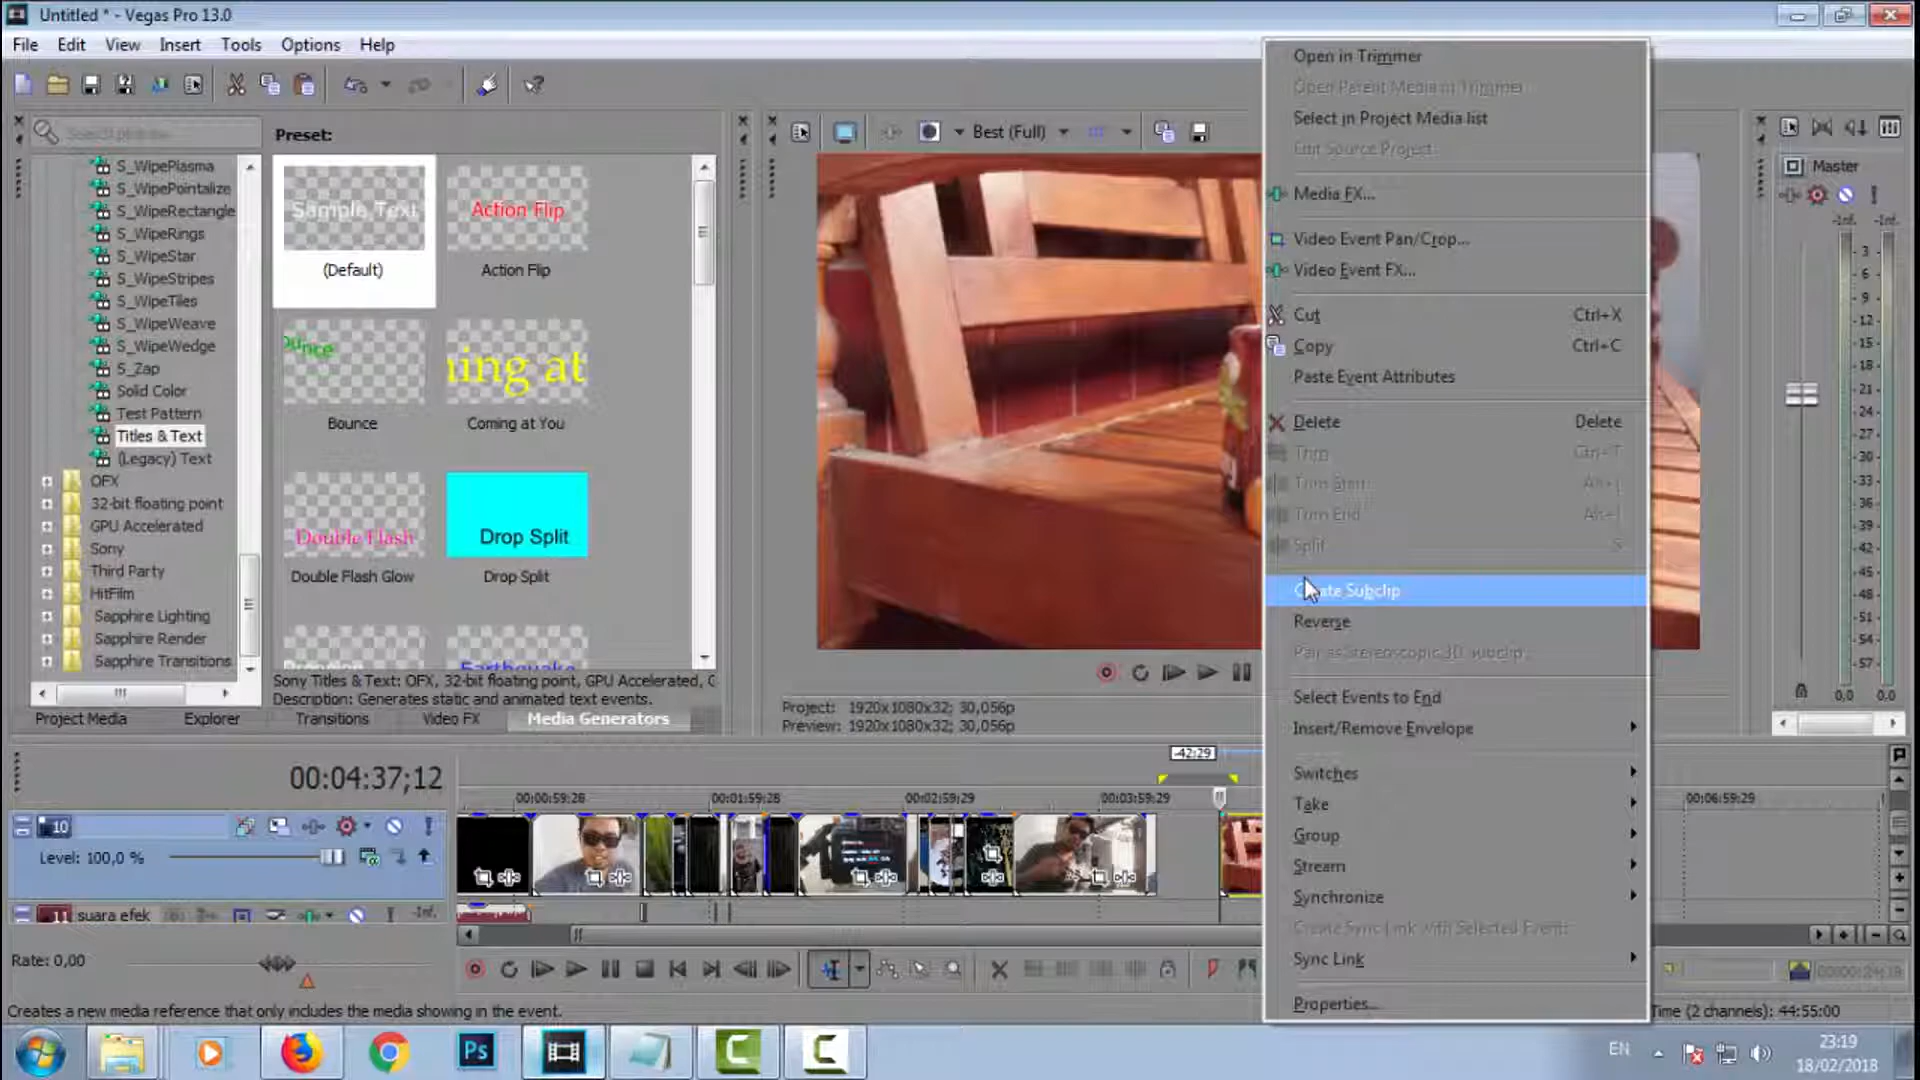 Untitled * - Vegas Pro 13.0
File Edit View Insert Tools Options Help
Preset:
S_WipePlasma
S_WipePointalize
S_WipeRectangle
S_WipeRings
S_WipeStar
S_WipeStripes
S_WipeTiles
S_WipeWeave
S_WipeWedge
S_Zap
Solid Color
Test Pattern
Titles & Text
(Legacy) Text
OFX
32-bit floating point
GPU Accelerated
Sony
Third Party
HitFilm
Sapphire Lighting
Sapphire Render
Sapphire Transitions
Sample Text
(Default)
Action Flip
Action Flip
Bounce
ning at
Coming at You
Double Flash
Double Flash Glow
Drop Split
Drop Split
Earthquake
Sony Titles & Text: OFX, 32-bit floating point, GPU Accelerated, C
Description: Generates static and animated text events.
Project Media Explorer Transitions Video FX Media Generators
Best (Full)
Project: 1920x1080x32; 30,056p
Preview: 1920x1080x32; 30,056p
Open in Trimmer
Open Parent Media in Trimmer
Select in Project Media list
Edit Source Project
Media FX...
Video Event Pan/Crop...
Video Event FX...
Cut Ctrl+X
Copy Ctrl+C
Paste Event Attributes
Delete Delete
Trim Ctrl+T
Trim Start Alt+[
Trim End Alt+]
Split S
Subclip
Reverse
Pair as Stereoscopic 3D subclip
Select Events to End
Insert/Remove Envelope
Switches
Take
Group
Stream
Synchronize
Create Sync Link with Selected Events
Sync Link
Properties...
Master
-Inf. -Inf.
- 3 -
- 6 -
- 9 -
-12-
-15-
-18-
-21-
-24-
-27-
-30-
-33-
-36-
-39-
-42-
-45-
-48-
-51-
-54-
-57-
0,0 0,0
00:04:37;12
-42:29
00:00:59:26 00:01:59:28 00:02:59:29 00:03:59:29 00:06:59:29
10
Level: 100,0 %
11 suara efek -Inf.
Rate: 0,00
Creates a new media reference that only includes the media showing in the event.
Time (2 channels): 44:55:00
Ps
EN
23:19
18/02/2018